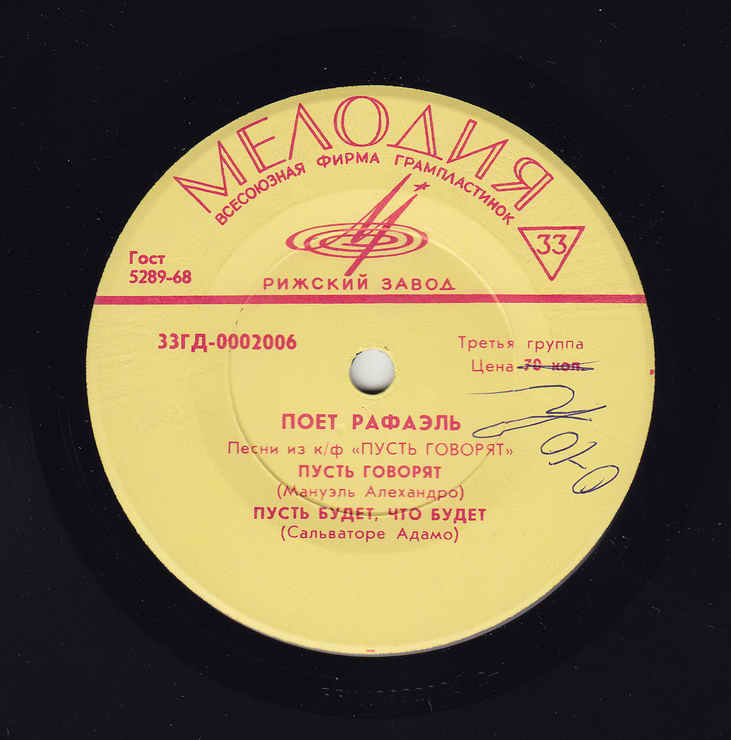 МЕЛОДИЯ
ВСЕСОЮЗНАЯ ФИРМА ГРАМПЛАСТИНОК
33
РИЖСКИЙ ЗАВОД
Гост
5289-68
33ГД-0002006
Третья группа
Цена 70 коп.
ПОЕТ РАФАЭЛЬ
Песни из к/ф «ПУСТЬ ГОВОРЯТ»
ПУСТЬ ГОВОРЯТ
(Мануэль Алехандро)
ПУСТЬ БУДЕТ, ЧТО БУДЕТ
(Сальваторе Адамо)